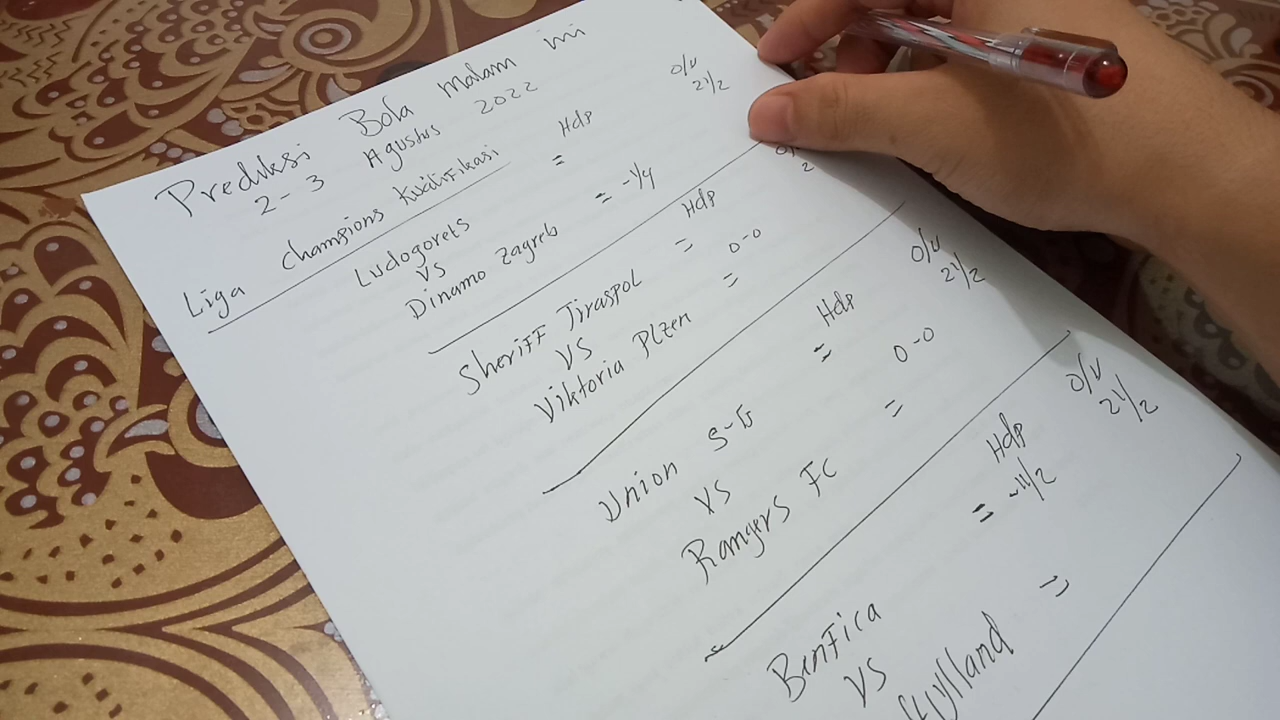 Prediksi Bola malam ini
2-3 Agustus 2022
Liga champions Kualifikasi
Hdp O/U
Ludogorets = 2 1/2
VS
Dinamo Zagreb = -1/4
Hdp
Sheriff Tiraspol = 2
VS
Viktoria Plzen = 0-0
Hdp O/U
Union S-G = 2 1/2
VS
Rangers FC = 0-0
Hdp O/U
Benfica = -1 1/2 2 1/2
VS
=